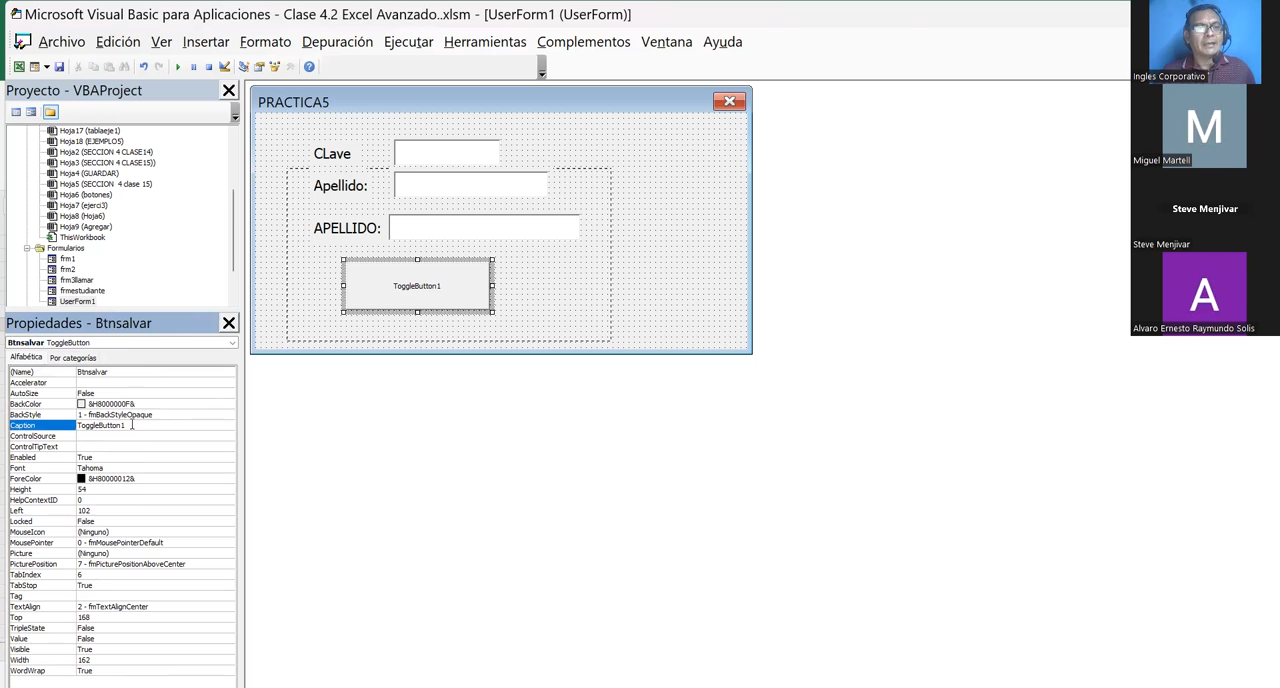 Microsoft Visual Basic para Aplicaciones - Clase 4.2 Excel Avanzado..xlsm - [UserForm1 (UserForm)]
Archivo Edición Ver Insertar Formato Depuración Ejecutar Herramientas Complementos Ventana Ayuda
Proyecto - VBAProject
Hoja17 (tablaeje1)
Hoja18 (EJEMPLO5)
Hoja2 (SECCION 4 CLASE14)
Hoja3 (SECCION 4 CLASE15))
Hoja4 (GUARDAR)
Hoja5 (SECCION 4 clase 15)
Hoja6 (botones)
Hoja7 (ejerci3)
Hoja8 (Hoja6)
Hoja9 (Agregar)
ThisWorkbook
Formularios
frm1
frm2
frm3llamar
frmestudiante
UserForm1
Propiedades - Btnsalvar
Btnsalvar ToggleButton
Alfabética Por categorías
(Name) Btnsalvar
Accelerator
AutoSize False
BackColor &H8000000F&
BackStyle 1 - fmBackStyleOpaque
Caption ToggleButton1
ControlSource
ControlTipText
Enabled True
Font Tahoma
ForeColor &H80000012&
Height 54
HelpContextID 0
Left 102
Locked False
MouseIcon (Ninguno)
MousePointer 0 - fmMousePointerDefault
Picture (Ninguno)
PicturePosition 7 - fmPicturePositionAboveCenter
TabIndex 6
TabStop True
Tag
TextAlign 2 - fmTextAlignCenter
Top 168
TripleState False
Value False
Visible True
Width 162
WordWrap True
PRACTICA5
CLave
Apellido:
APELLIDO:
ToggleButton1
Ingles Corporativo
M
Miguel Martell
Steve Menjivar
Steve Menjivar
A
Alvaro Ernesto Raymundo Solis